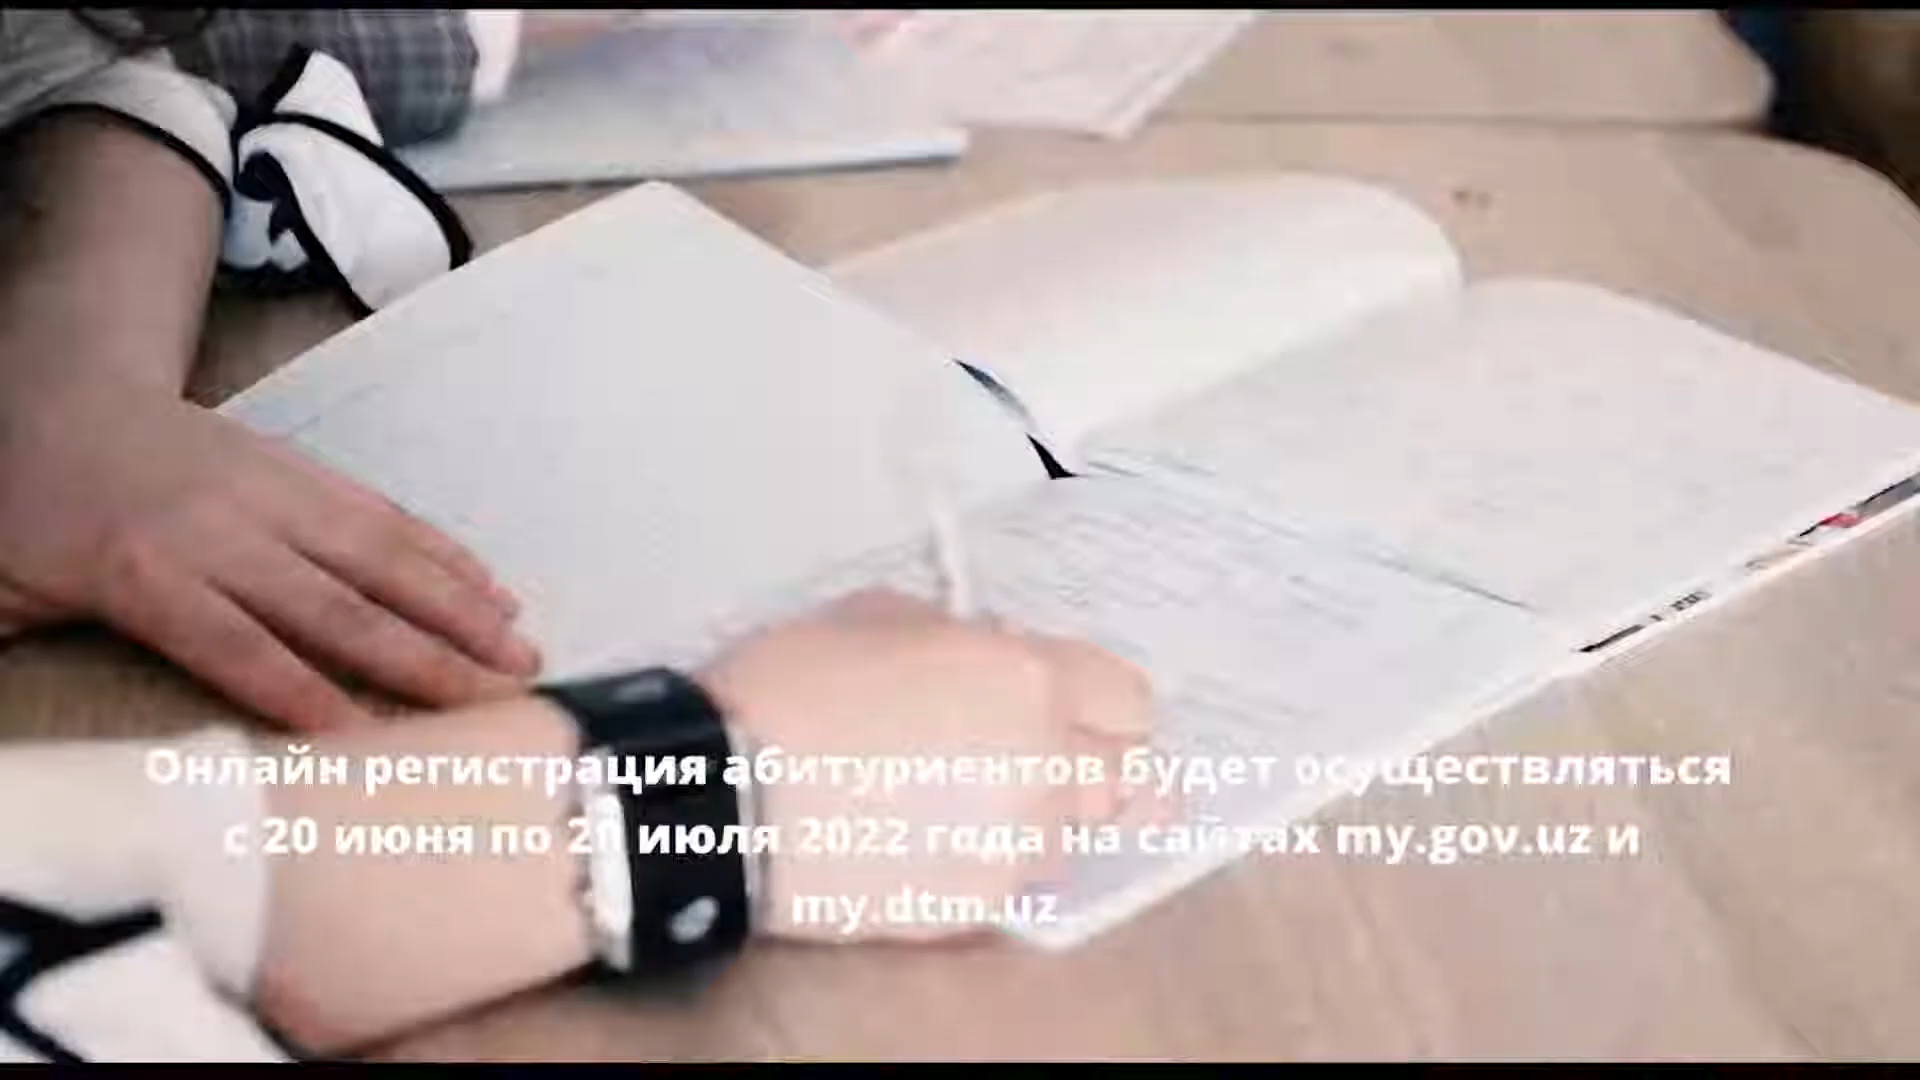 Онлайн регистрация абитуриентов будет осуществляться
с 20 июня по 20 июля 2022 года на сайтах my.gov.uz и
my.dtm.uz